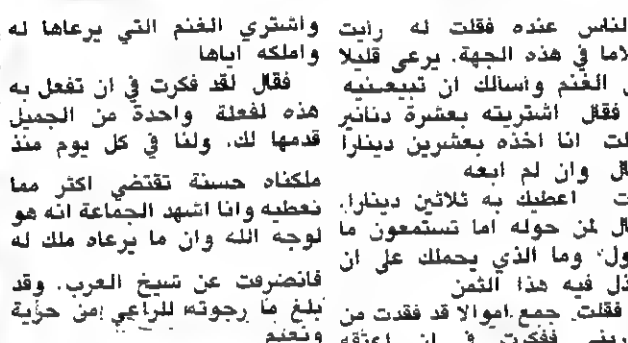 لناس عنده فقلت له رأيت
لاما في هذه الجهة. يرعى قليلا
الغنم وأسألك ان تبيعنيه
فقال اشتريته بعشرة دنانير
لت انا اخذه بعشرين دينارا
ال وان لم ابعه
ت اعطيك به ثلاثين دينارا.
ال لمن حوله اما تستمعون ما
ول وما الذي يحملك على ان
ذل فيه هذا الثمن
فقلت جمع اموالا قد فقدت من
ففكرت في ان اعتقه
واشتري الغنم التي يرعاها له
واملكه اياها
فقال لقد فكرت في ان تفعل به
هذه لفعلة واحدة من الجميل
قدمها لك. ولنا في كل يوم منذ
ملكناه حسنة تقتضي اكثر مما
نعطيه وانا اشهد الجماعة انه هو
لوجة الله وان ما يرعاه ملك له
فانصرفت عن شيخ العرب. وقد
بلغ ما رجوته للراعي من حرية
ونعيم